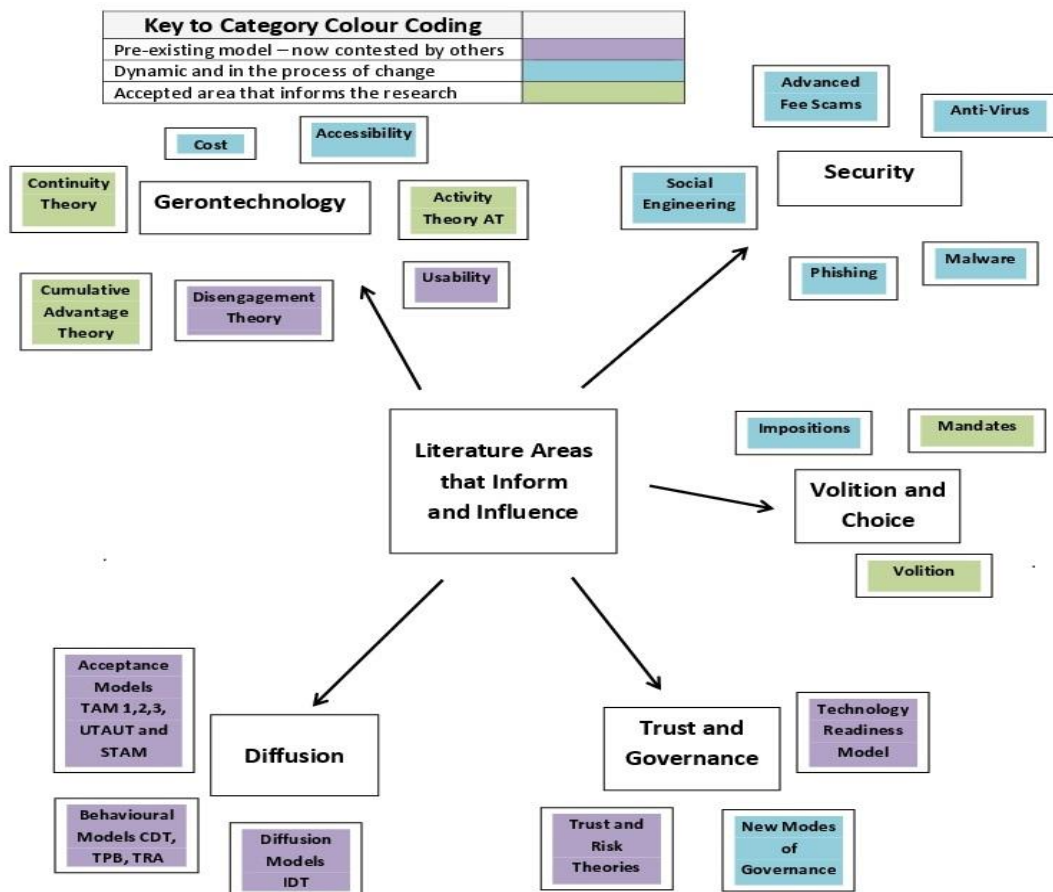 Key to Category Colour Coding
Pre-existing model – now contested by others
Dynamic and in the process of change
Accepted area that informs the research
Cost
Accessibility
Continuity
Theory
Gerontechnology
Activity
Theory AT
Cumulative
Advantage
Theory
Disengagement
Theory
Usability
Advanced
Fee Scams
Anti-Virus
Social
Engineering
Security
Phishing
Malware
Literature Areas
that Inform
and Influence
Impositions
Mandates
Volition and
Choice
Volition
Acceptance
Models
TAM 1,2,3,
UTAUT and
STAM
Diffusion
Behavioural
Models CDT,
TPB, TRA
Diffusion
Models
IDT
Trust and
Governance
Technology
Readiness
Model
Trust and
Risk
Theories
New Modes
of
Governance